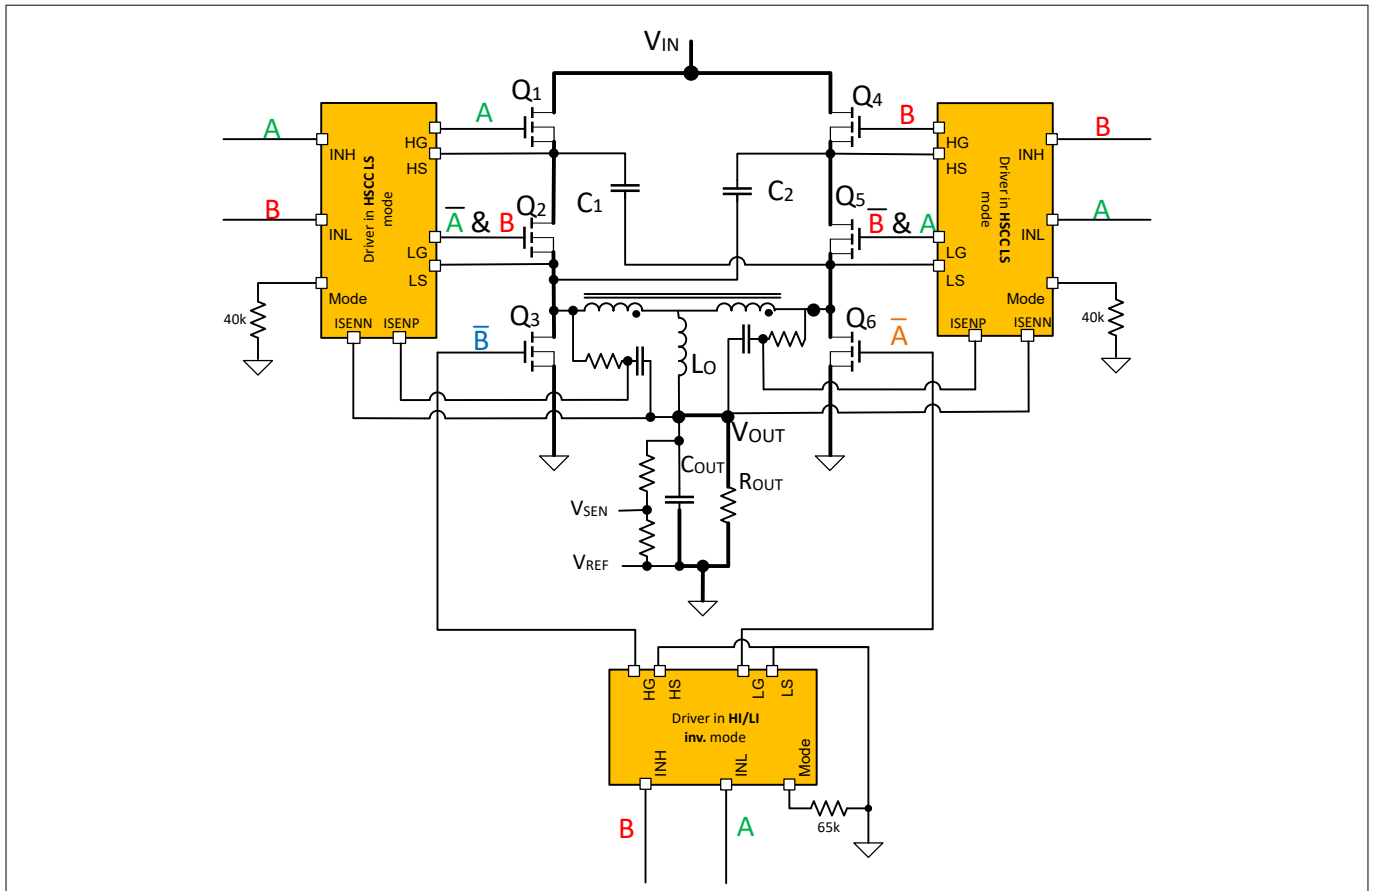 VIN
Q1
Q4
A
A
B
B
INH
HG
HS
HG
HS
INH
Driver in HSCC LS
mode
Driver in HSCC LS
mode
C1
C2
B
Q2
Q5
A
INL
A̅ & B
B̅ & A
INL
LG
LS
LG
LS
Mode
Mode
40k
40k
ISENN
ISENP
ISENP
ISENN
Q3
Q6
B̅
A̅
LO
VOUT
COUT
ROUT
VSEN
VREF
HG
HS
LG
LS
Driver in HI/LI
inv. mode
INH
INL
Mode
B
A
65k